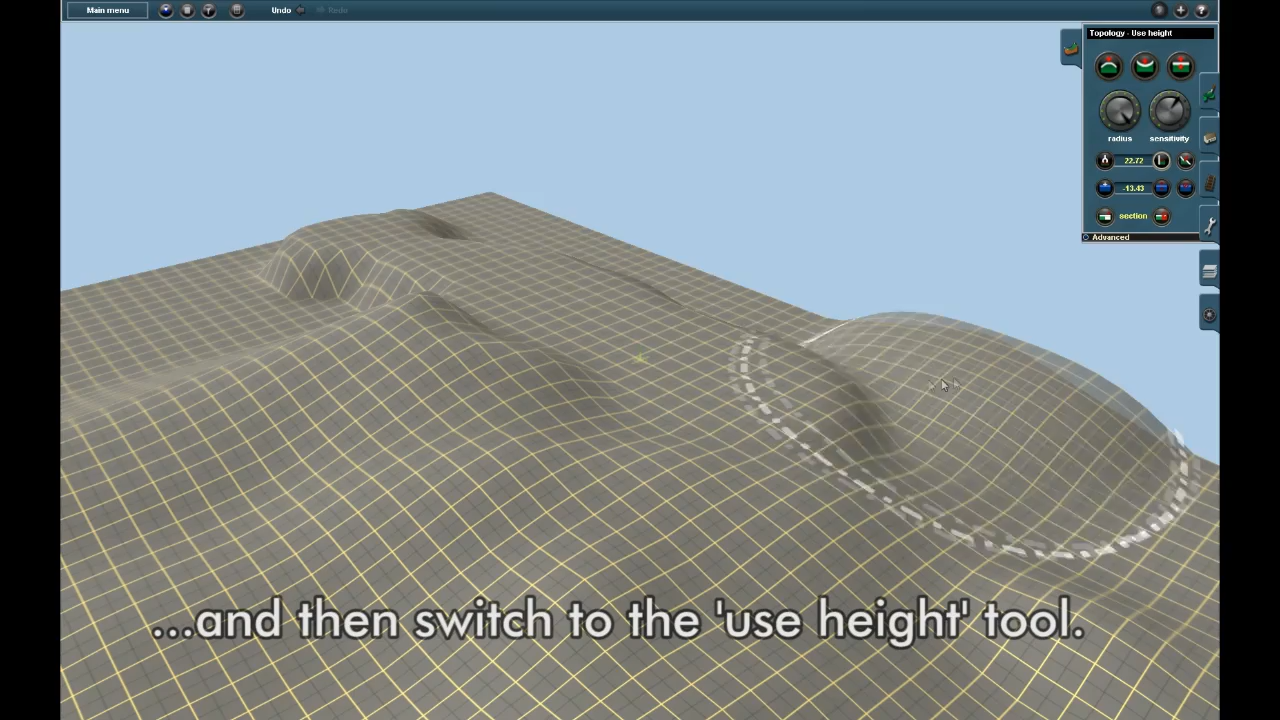 Main menu
Undo
Redo
Topology - Use height
radius
sensitivity
22.72
-13.43
section
Advanced
...and then switch to the 'use height' tool.